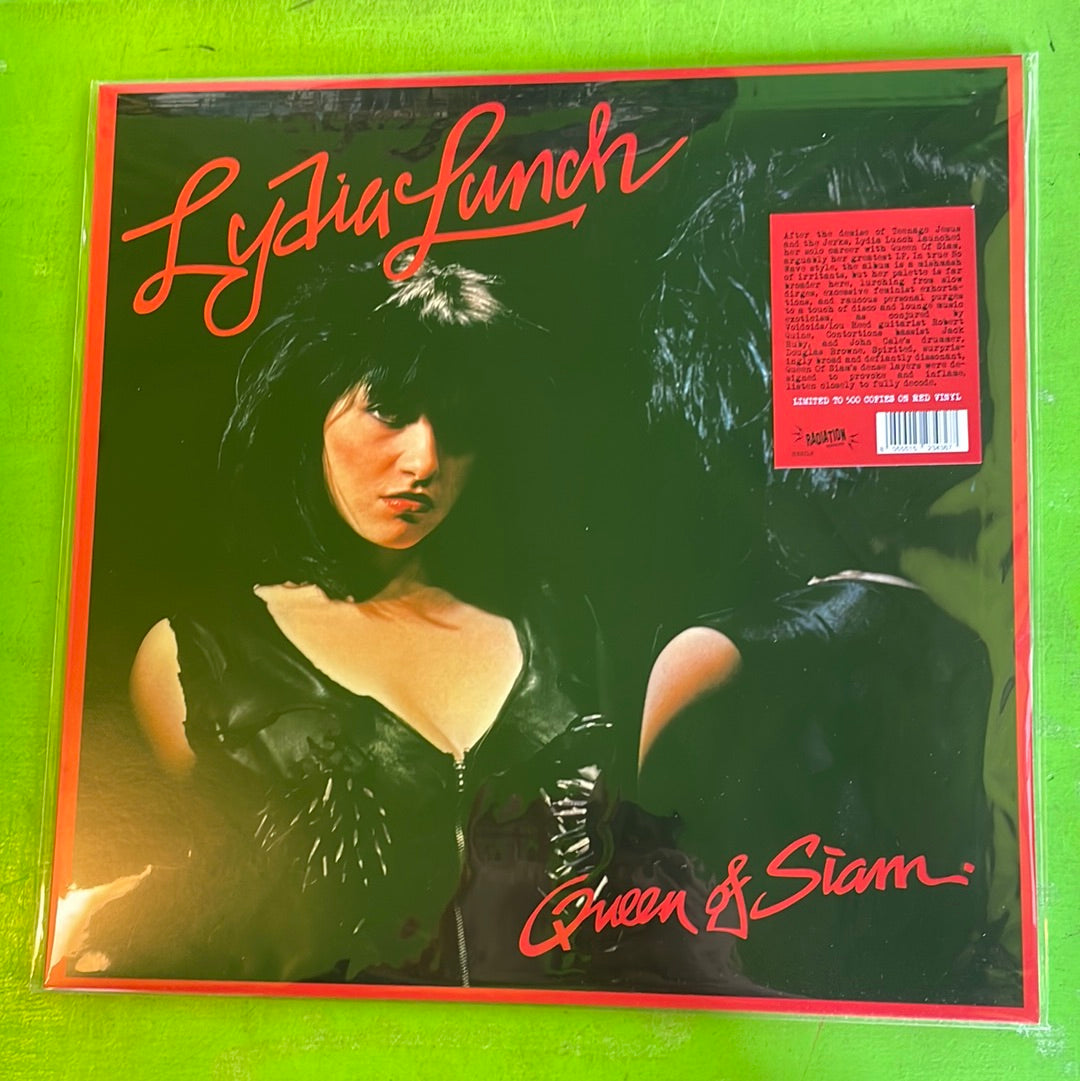 Lydia Lunch
After the demise of Teenage Jesus
and the Jerks, Lydia Lunch launched
her solo career with Queen Of Siam,
arguably her greatest LP. In true No
Wave style, the album is a mishmash
of irritants, but her palette is far
broader here, lurching from slow
dirges, excessive feminist exhorta-
tions, and raucous personal purges
to a touch of disco and lounge music
exoticism, as conjured by
Voidoids/Lou Reed guitarist Robert
Quine, Contortions bassist Jack
Ruby, and John Cale's drummer,
Douglas Browne. Spirited, surpris-
ingly broad and defiantly dissonant,
Queen Of Siam's dense layers were de-
signed to provoke and inflame,
listen closely to fully decode.
LIMITED TO 500 COPIES ON RED VINYL
RADIATION
Queen of Siam.